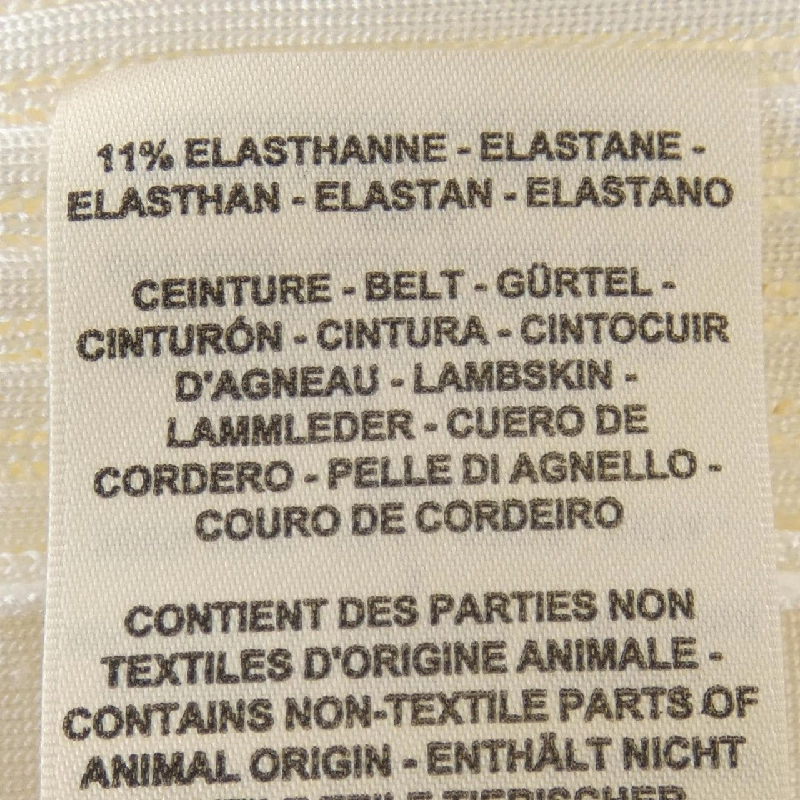 11% ELASTHANNE - ELASTANE -
ELASTHAN - ELASTAN - ELASTANO
CEINTURE - BELT - GÜRTEL -
CINTURÓN - CINTURA - CINTOCUIR
D'AGNEAU - LAMBSKIN -
LAMMLEDER - CUERO DE
CORDERO - PELLE DI AGNELLO -
COURO DE CORDEIRO
CONTIENT DES PARTIES NON
TEXTILES D'ORIGINE ANIMALE -
CONTAINS NON-TEXTILE PARTS OF
ANIMAL ORIGIN - ENTHÄLT NICHT
TIERISCHER